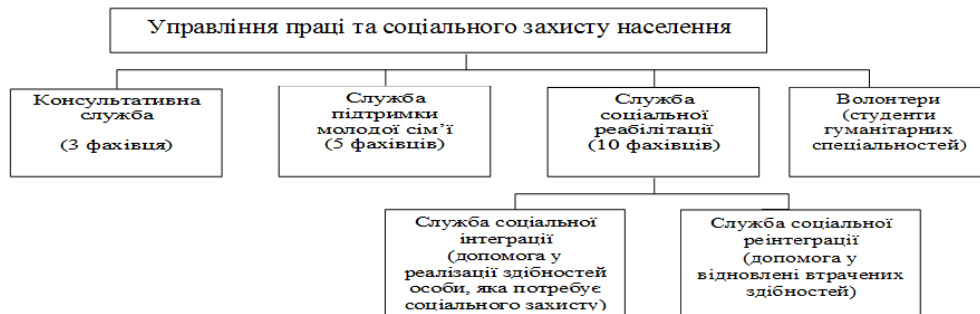 Управління праці та соціального захисту населення
Консультативна
служба
(3 фахівця)
Служба
підтримки
молодої сім’ї
(5 фахівців)
Служба
соціальної
реабілітації
(10 фахівців)
Волонтери
(студенти
гуманітарних
спеціальностей)
Служба соціальної
інтеграції
(допомога у
реалізації здібностей
особи, яка потребує
соціального захисту)
Служба соціальної
реінтеграції
(допомога у
відновлені втрачених
здібностей)